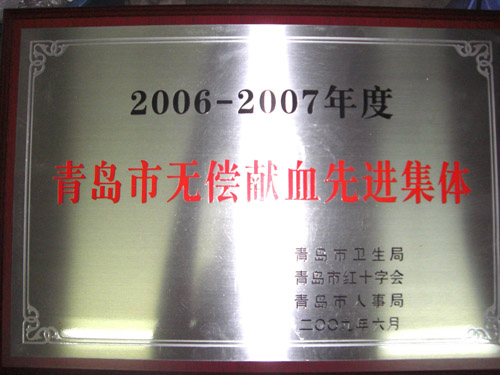 2006-2007年度
青岛市无偿献血先进集体
青岛市卫生局
青岛市红十字会
青岛市人事局
二〇〇九年六月